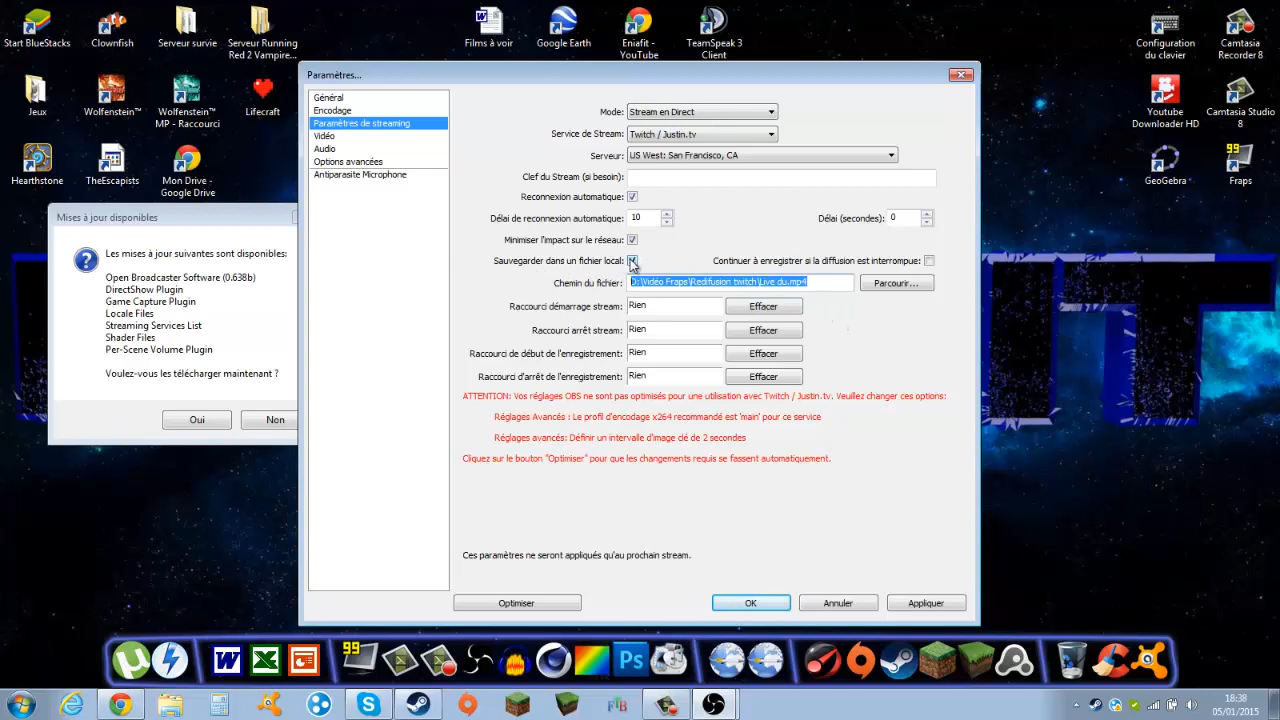 Start BlueStacks
Clownfish
Serveur survie
Serveur Running
Red 2 Vampire...
Films à voir
Google Earth
Eniafit -
YouTube
TeamSpeak 3
Client
Configuration
du clavier
Camtasia
Recorder 8
Jeux
Wolfenstein™
Wolfenstein™
MP - Raccourci
Lifecraft
Youtube
Downloader HD
Camtasia Studio
8
Hearthstone
TheEscapists
Mon Drive -
Google Drive
GeoGebra
99
Fraps
Mises à jour disponibles
Les mises à jour suivantes sont disponibles:
Open Broadcaster Software (0.638b)
DirectShow Plugin
Game Capture Plugin
Locale Files
Streaming Services List
Shader Files
Per-Scene Volume Plugin
Voulez-vous les télécharger maintenant ?
Oui
Non
Paramètres...
Général
Encodage
Paramètres de streaming
Vidéo
Audio
Options avancées
Antiparasite Microphone
Mode: Stream en Direct
Service de Stream: Twitch / Justin.tv
Serveur: US West: San Francisco, CA
Clef du Stream (si besoin):
Reconnexion automatique:
Délai de reconnexion automatique: 10 Délai (secondes): 0
Minimiser l'impact sur le réseau:
Sauvegarder dans un fichier local: Continuer à enregistrer si la diffusion est interrompue:
Chemin du fichier: D:\Vidéo Fraps\Redifusion twitch\Live du.mp4 Parcourir...
Raccourci démarrage stream: Rien Effacer
Raccourci arrêt stream: Rien Effacer
Raccourci de début de l'enregistrement: Rien Effacer
Raccourci d'arrêt de l'enregistrement: Rien Effacer
ATTENTION: Vos réglages OBS ne sont pas optimisés pour une utilisation avec Twitch / Justin.tv. Veuillez changer ces options:
Réglages Avancés : Le profil d'encodage x264 recommandé est 'main' pour ce service
Réglages avancés: Définir un intervalle d'image clé de 2 secondes
Cliquez sur le bouton "Optimiser" pour que les changements requis se fassent automatiquement.
Ces paramètres ne seront appliqués qu'au prochain stream.
Optimiser
OK
Annuler
Appliquer
99
Ps
18:38
05/01/2015